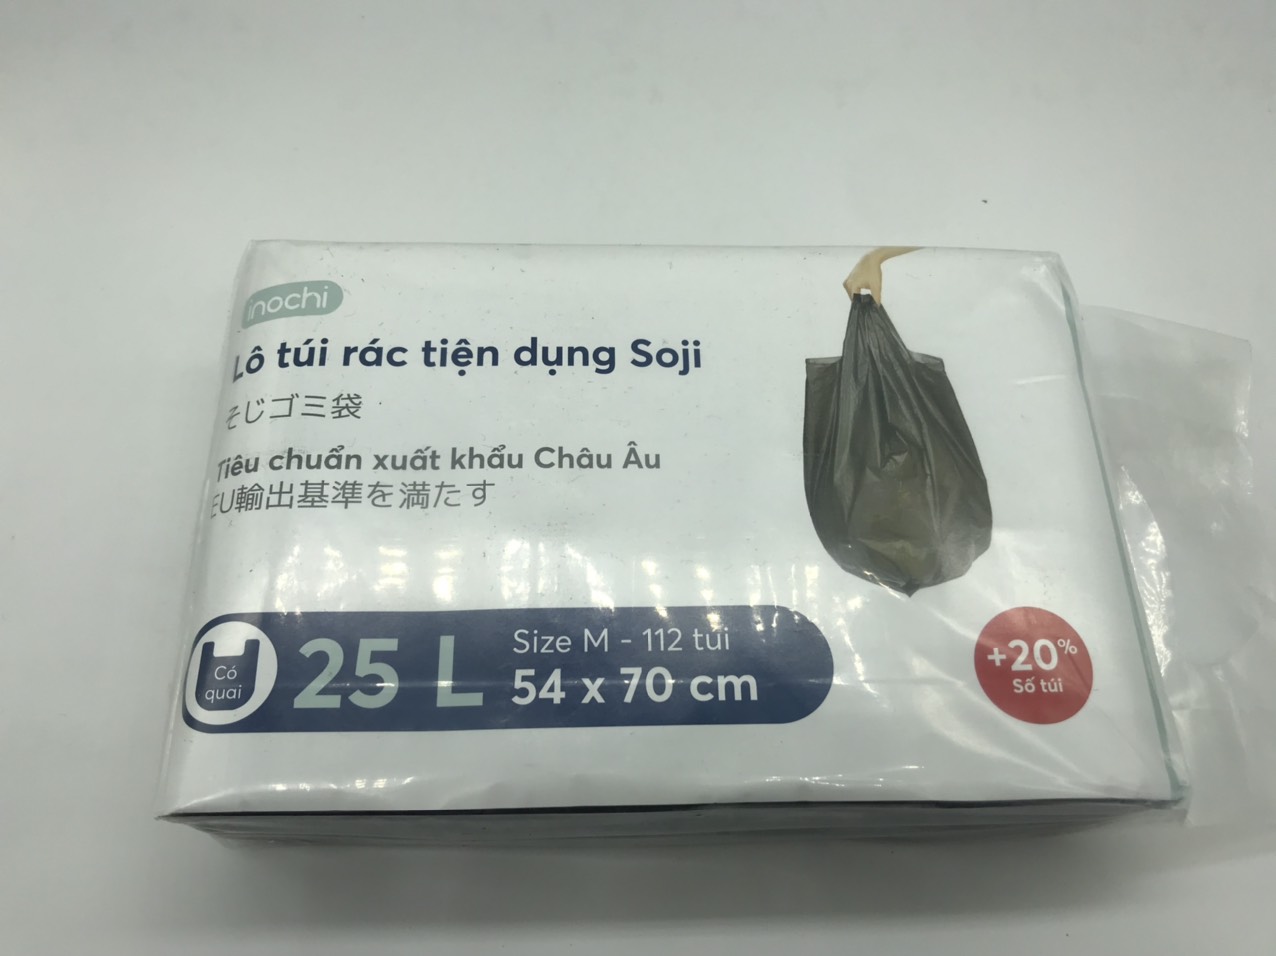 inochi
Lô túi rác tiện dụng Soji
そじゴミ袋
Tiêu chuẩn xuất khẩu Châu Âu
EU輸出基準を満たす
Có
quai
25 L
Size M - 112 túi
54 x 70 cm
+20%
Số túi